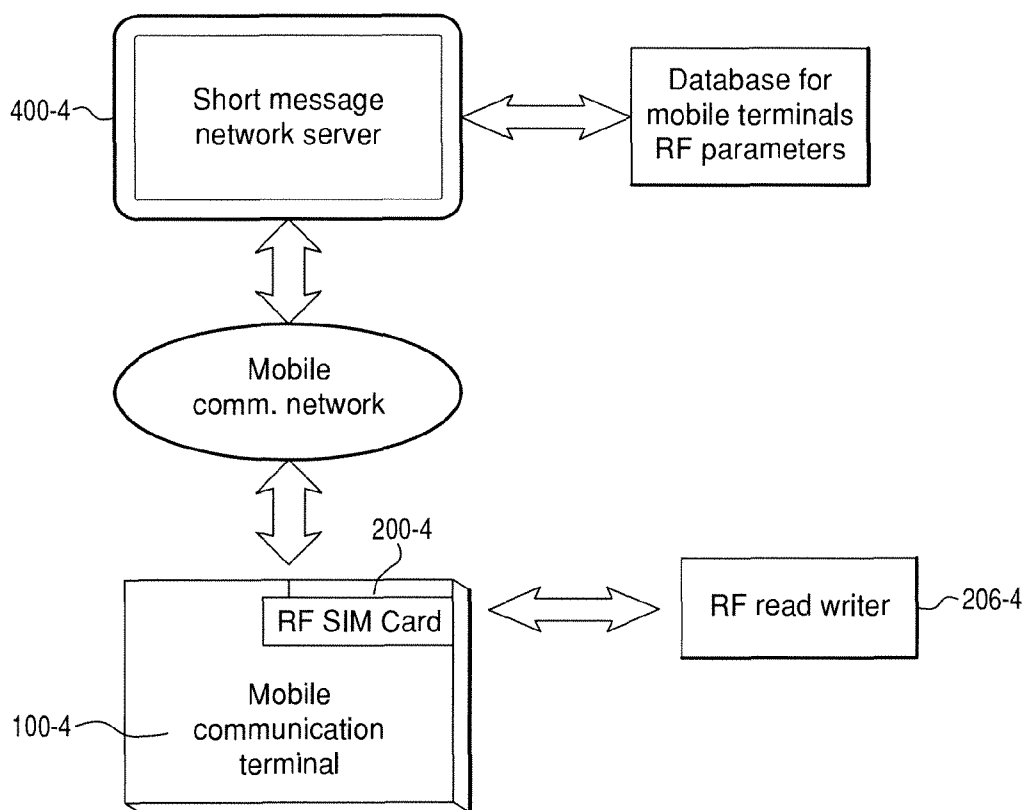 400-4
Short message
network server
Database for
mobile terminals
RF parameters
Mobile
comm. network
200-4
RF SIM Card
RF read writer
206-4
100-4
Mobile
communication
terminal